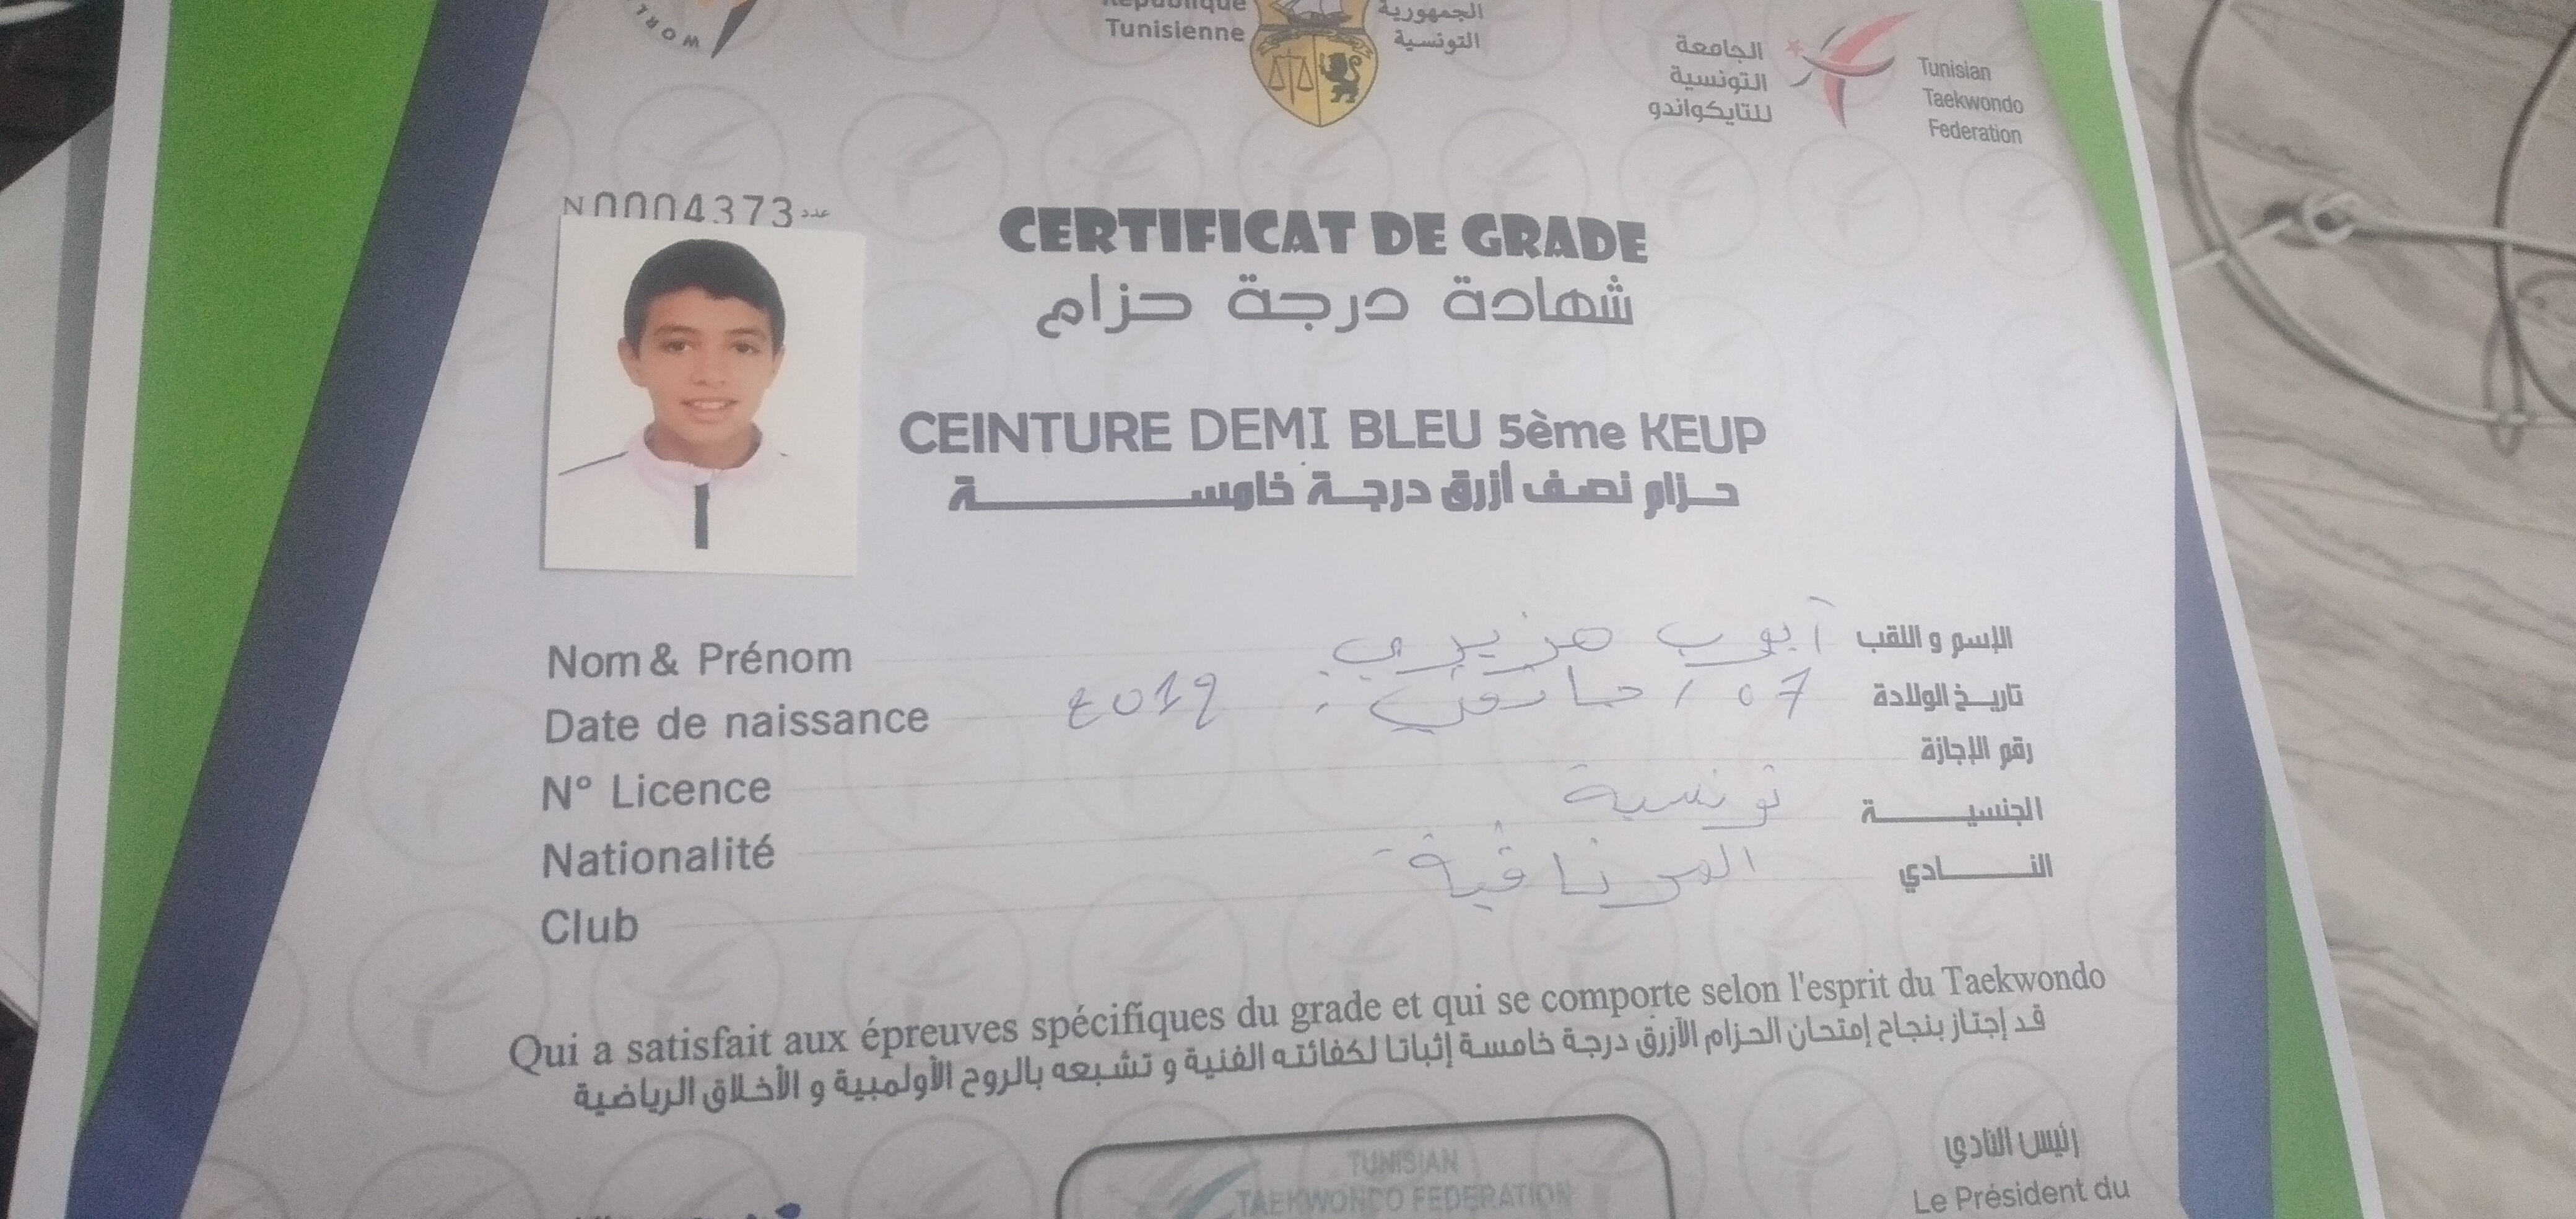 République
Tunisienne
الجمهورية
التونسية
WORL
الجامعة
التونسية
للتايكواندو
Tunisian
Taekwondo
Federation
N 0004373 عدد
CERTIFICAT DE GRADE
شهادة درجة حزام
CEINTURE DEMI BLEU 5ème KEUP
حزام نصف أزرق درجة خامسة
Nom & Prénom أيوب هزيري الإسم و اللقب
Date de naissance 07 / جانفي 2012 تاريخ الولادة
N° Licence رقم الإجازة
Nationalité تونسية الجنسية
Club المرناقية النادي
Qui a satisfait aux épreuves spécifiques du grade et qui se comporte selon l'esprit du Taekwondo
قد إجتاز بنجاح إمتحان الحزام الأزرق درجة خامسة إثباتا لكفائته الفنية و تشبعه بالروح الأولمبية و الأخلاق الرياضية
TUNISIAN
TAEKWONDO FEDERATION
رئيس النادي
Le Président du